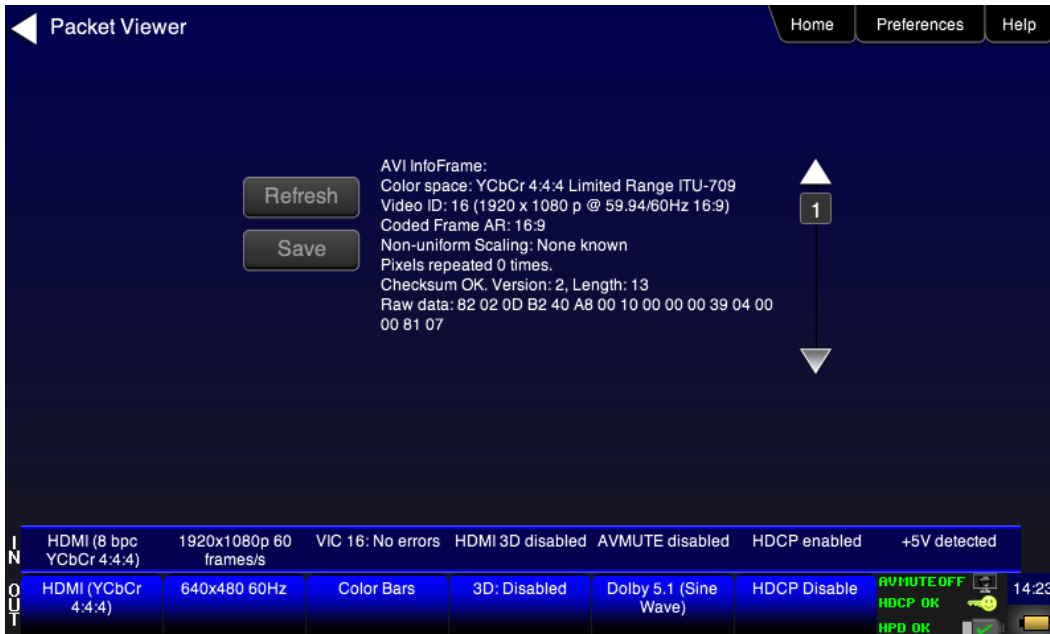 Packet Viewer
Home
Preferences
Help
Refresh
Save
AVI InfoFrame:
Color space: YCbCr 4:4:4 Limited Range ITU-709
Video ID: 16 (1920 x 1080 p @ 59.94/60Hz 16:9)
Coded Frame AR: 16:9
Non-uniform Scaling: None known
Pixels repeated 0 times.
Checksum OK. Version: 2, Length: 13
Raw data: 82 02 0D B2 40 A8 00 10 00 00 00 39 04 00
00 81 07
1
IN
HDMI (8 bpc
YCbCr 4:4:4)
1920x1080p 60
frames/s
VIC 16: No errors
HDMI 3D disabled
AVMUTE disabled
HDCP enabled
+5V detected
OUT
HDMI (YCbCr
4:4:4)
640x480 60Hz
Color Bars
3D: Disabled
Dolby 5.1 (Sine
Wave)
HDCP Disable
AVMUTEOFF
HDCP OK
HPD OK
14:23